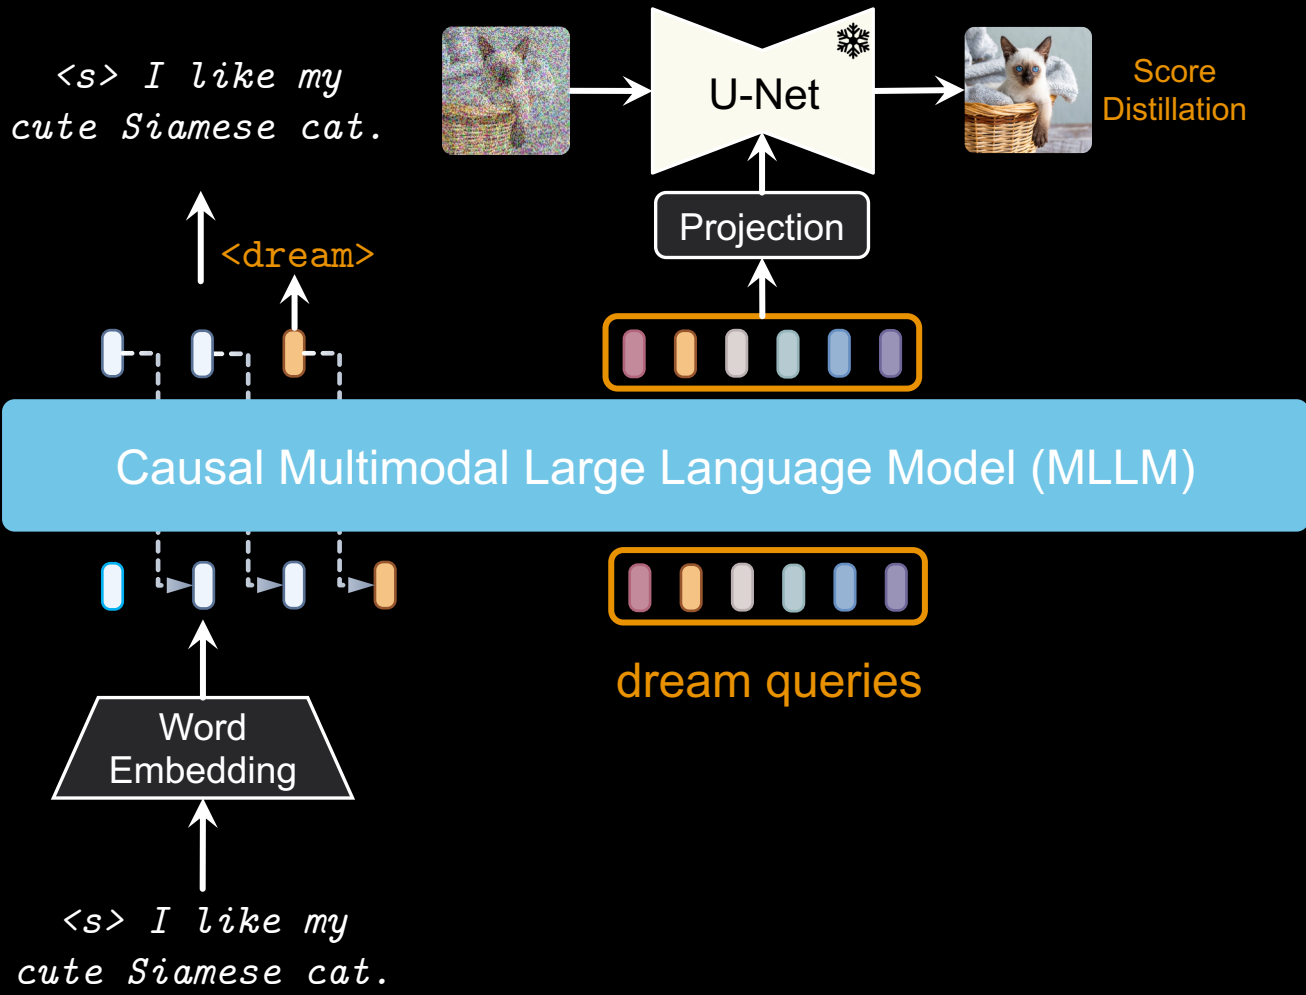 <s> I like my
cute Siamese cat.
U-Net
Score
Distillation
Projection
<dream>
Causal Multimodal Large Language Model (MLLM)
dream queries
Word
Embedding
<s> I like my
cute Siamese cat.